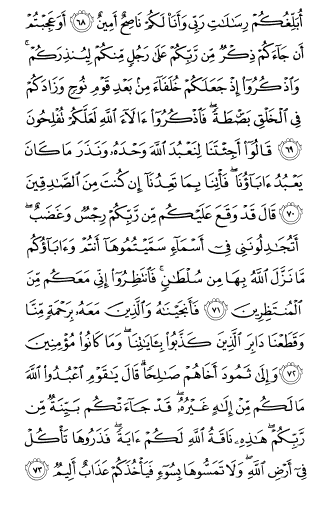 أُبَلِّغُكُمْ رِسَالَاتِ رَبِّي وَأَنَا۠ لَكُمْ نَاصِحٌ أَمِينٌ ٦٨ أَوَعَجِبْتُمْ
أَن جَآءَكُمْ ذِكْرٌ مِّن رَّبِّكُمْ عَلَىٰ رَجُلٍ مِّنكُمْ لِيُنذِرَكُمْ ۚ
وَٱذْكُرُوٓا۟ إِذْ جَعَلَكُمْ خُلَفَآءَ مِنۢ بَعْدِ قَوْمِ نُوحٍ وَزَادَكُمْ
فِى ٱلْخَلْقِ بَصْۜطَةً ۖ فَٱذْكُرُوٓا۟ ءَالَآءَ ٱللَّهِ لَعَلَّكُمْ تُفْلِحُونَ
٦٩ قَالُوٓا۟ أَجِئْتَنَا لِنَعْبُدَ ٱللَّهَ وَحْدَهُۥ وَنَذَرَ مَا كَانَ
يَعْبُدُ ءَابَآؤُنَا ۖ فَأْتِنَا بِمَا تَعِدُنَآ إِن كُنتَ مِنَ ٱلصَّٰدِقِينَ
٧٠ قَالَ قَدْ وَقَعَ عَلَيْكُم مِّن رَّبِّكُمْ رِجْسٌ وَغَضَبٌ ۖ
أَتُجَٰدِلُونَنِى فِىٓ أَسْمَآءٍ سَمَّيْتُمُوهَآ أَنتُمْ وَءَابَآؤُكُم
مَّا نَزَّلَ ٱللَّهُ بِهَا مِن سُلْطَٰنٍ ۚ فَٱنتَظِرُوٓا۟ إِنِّى مَعَكُم مِّنَ
ٱلْمُنتَظِرِينَ ٧١ فَأَنجَيْنَٰهُ وَٱلَّذِينَ مَعَهُۥ بِرَحْمَةٍ مِّنَّا
وَقَطَعْنَا دَابِرَ ٱلَّذِينَ كَذَّبُوا۟ بِـَٔايَٰتِنَا ۖ وَمَا كَانُوا۟ مُؤْمِنِينَ
٧٢ وَإِلَىٰ ثَمُودَ أَخَاهُمْ صَٰلِحًا ۗ قَالَ يَٰقَوْمِ ٱعْبُدُوا۟ ٱللَّهَ
مَا لَكُم مِّنْ إِلَٰهٍ غَيْرُهُۥ ۖ قَدْ جَآءَتْكُم بَيِّنَةٌ مِّن
رَّبِّكُمْ ۖ هَٰذِهِۦ نَاقَةُ ٱللَّهِ لَكُمْ ءَايَةً ۖ فَذَرُوهَا تَأْكُلْ
فِىٓ أَرْضِ ٱللَّهِ ۖ وَلَا تَمَسُّوهَا بِسُوٓءٍ فَيَأْخُذَكُمْ عَذَابٌ أَلِيمٌ ٧٣